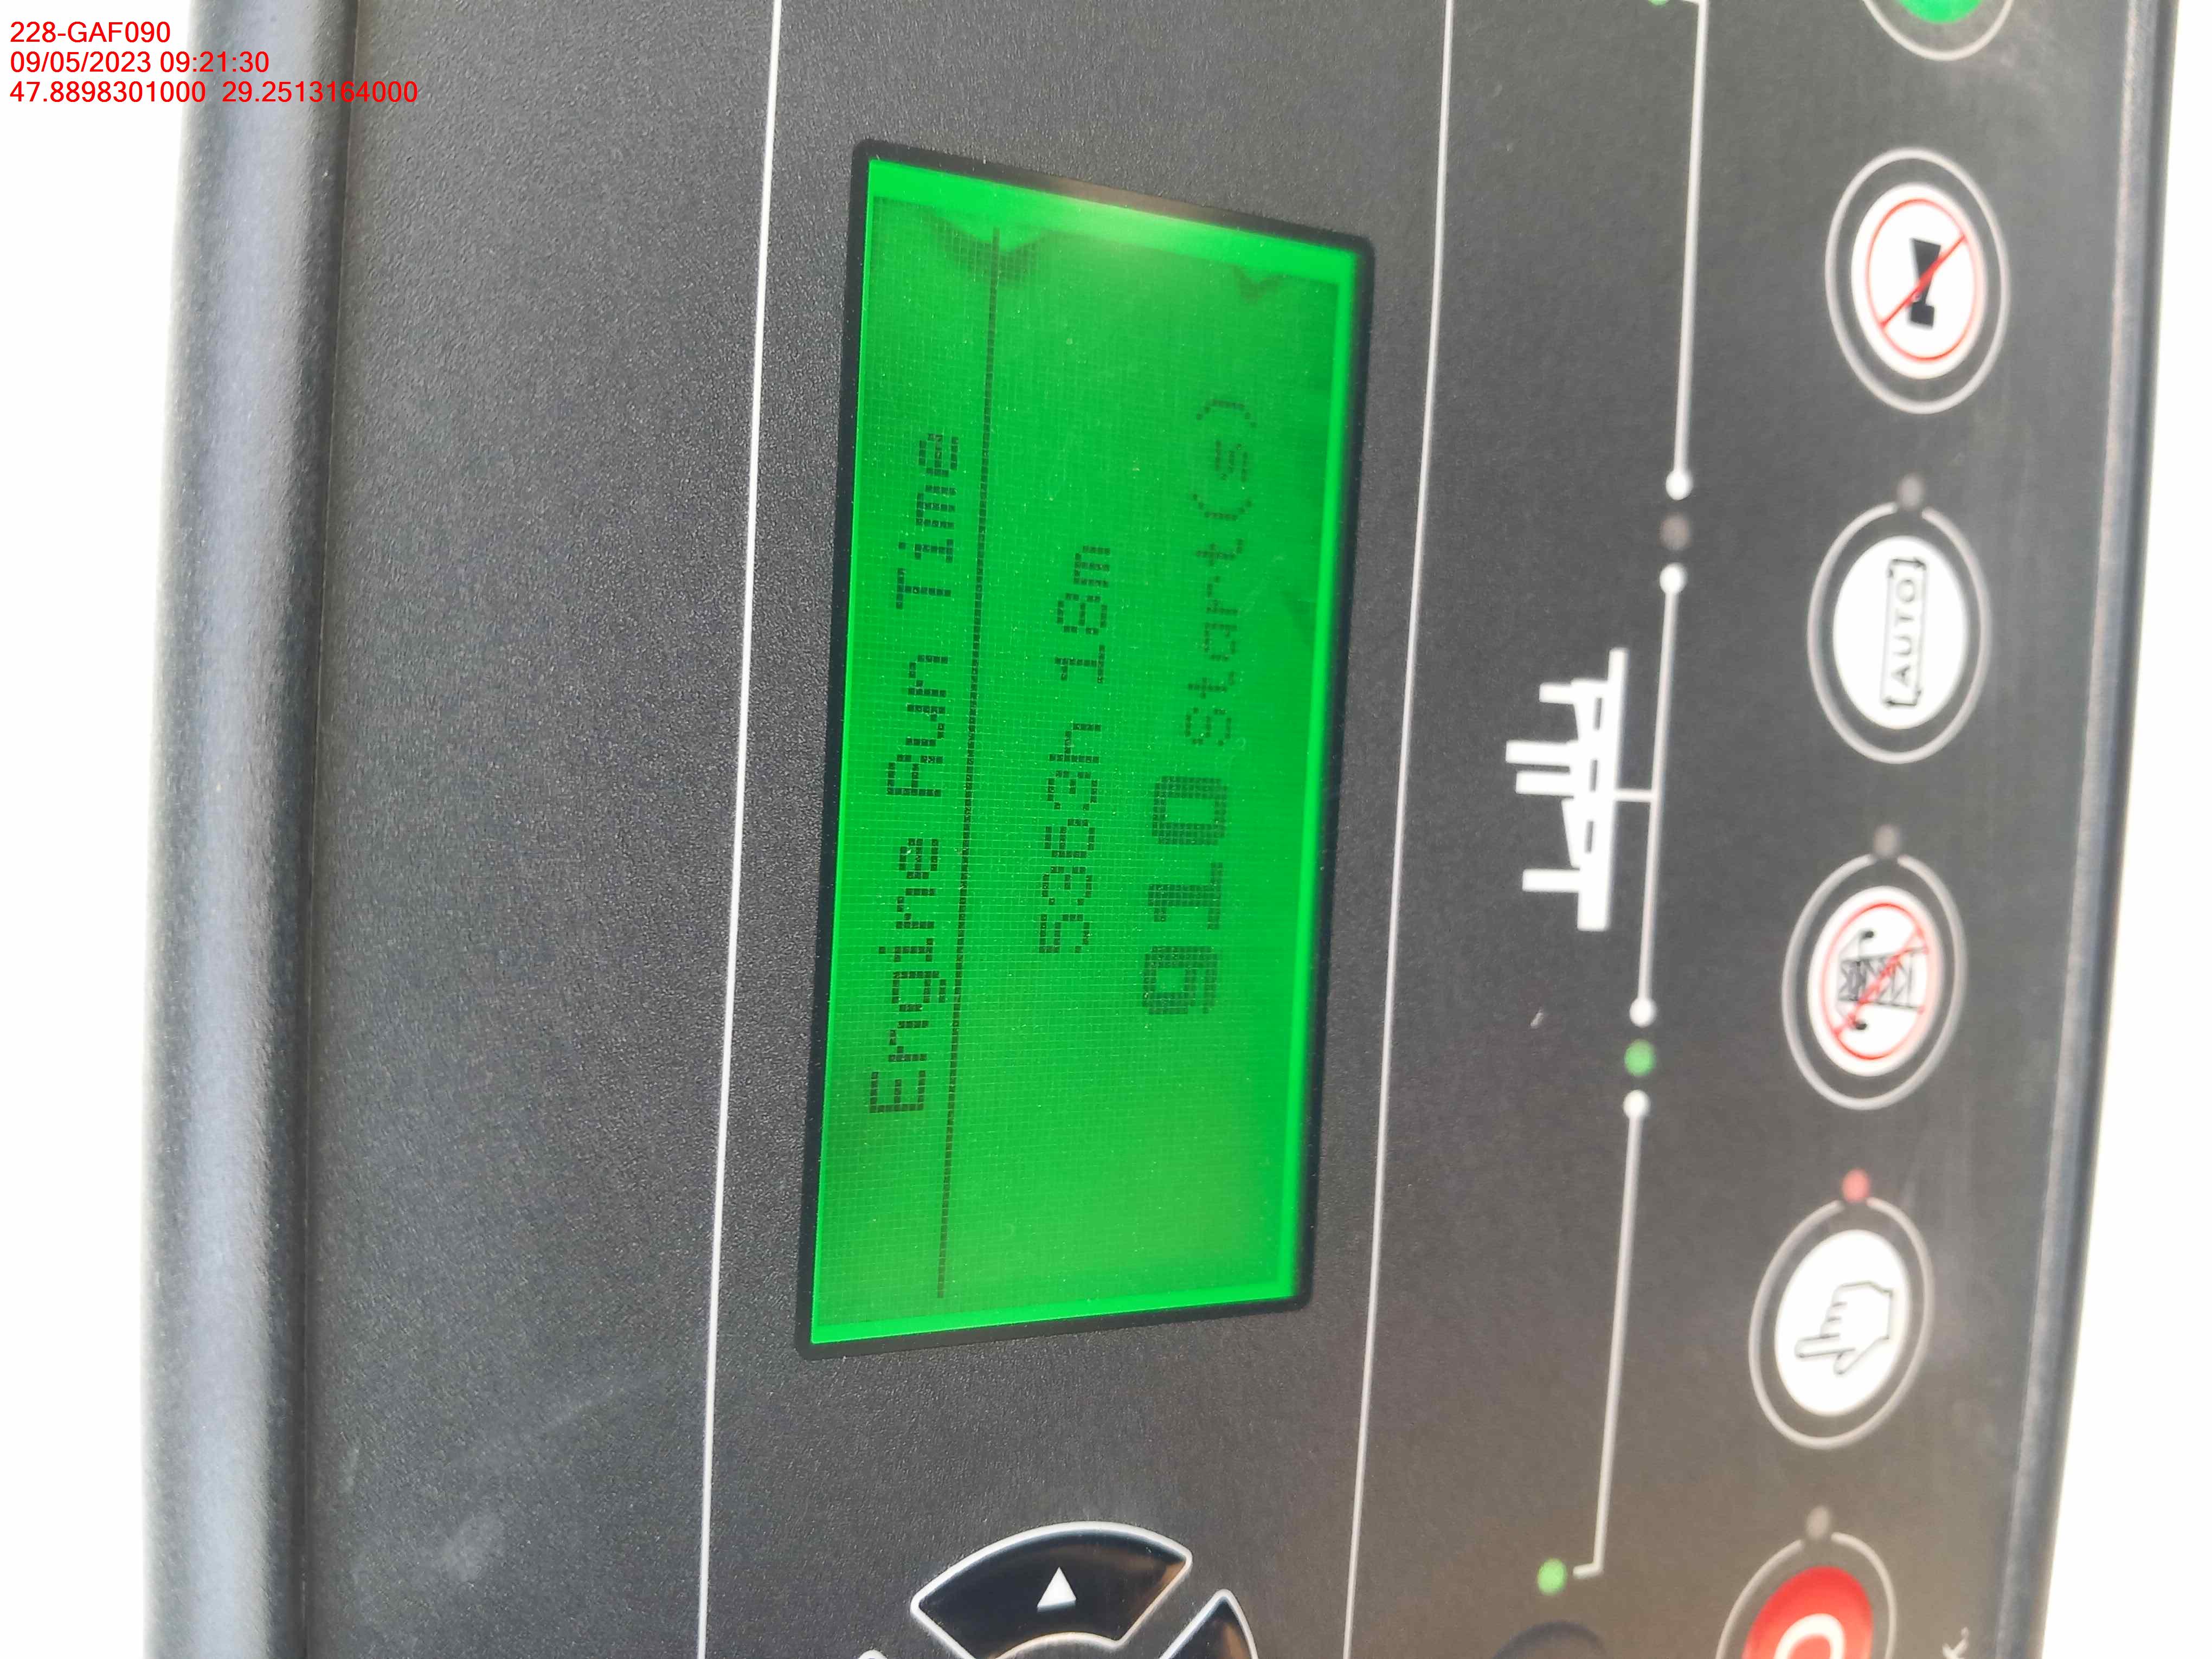 228-GAF090
09/05/2023 09:21:30
47.8898301000 29.2513164000
Engine Run Time
5363h 18m
910 Start(s)
AUTO